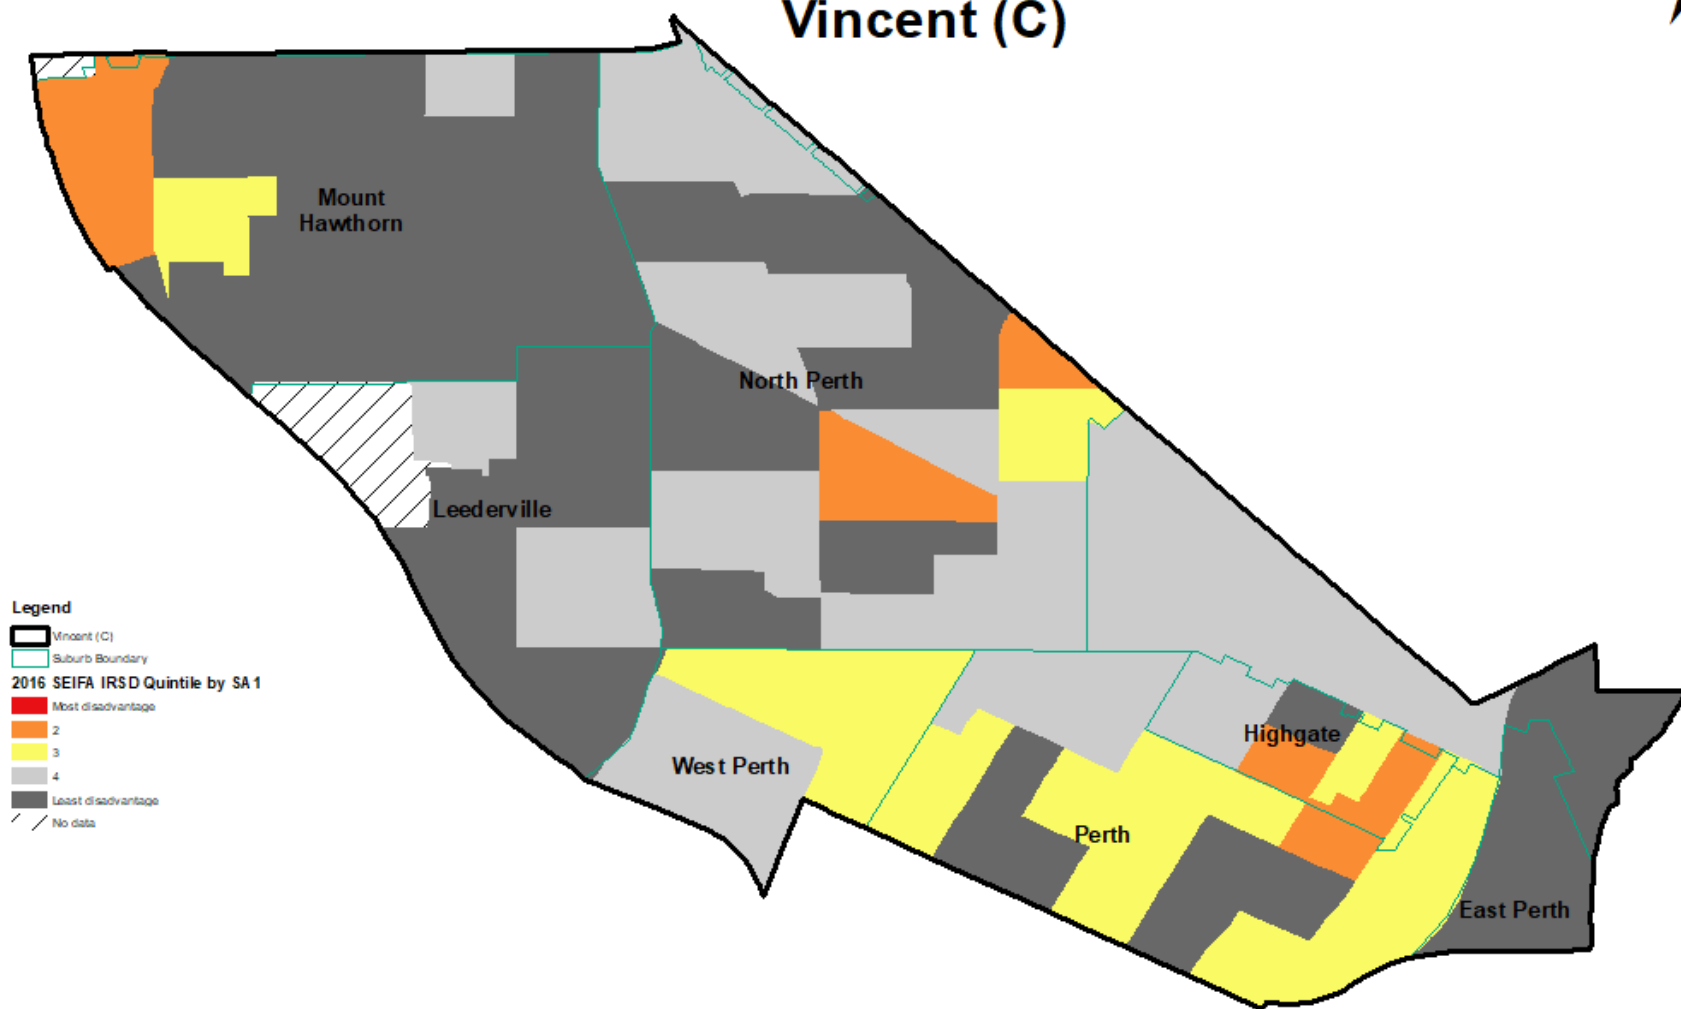 Vincent (C)
Mount
Hawthorn
North Perth
Leederville
West Perth
Highgate
Perth
East Perth
Legend
Vincent (C)
Suburb Boundary
2016 SEIFA IRSD Quintile by SA1
Most disadvantage
2
3
4
Least disadvantage
No data